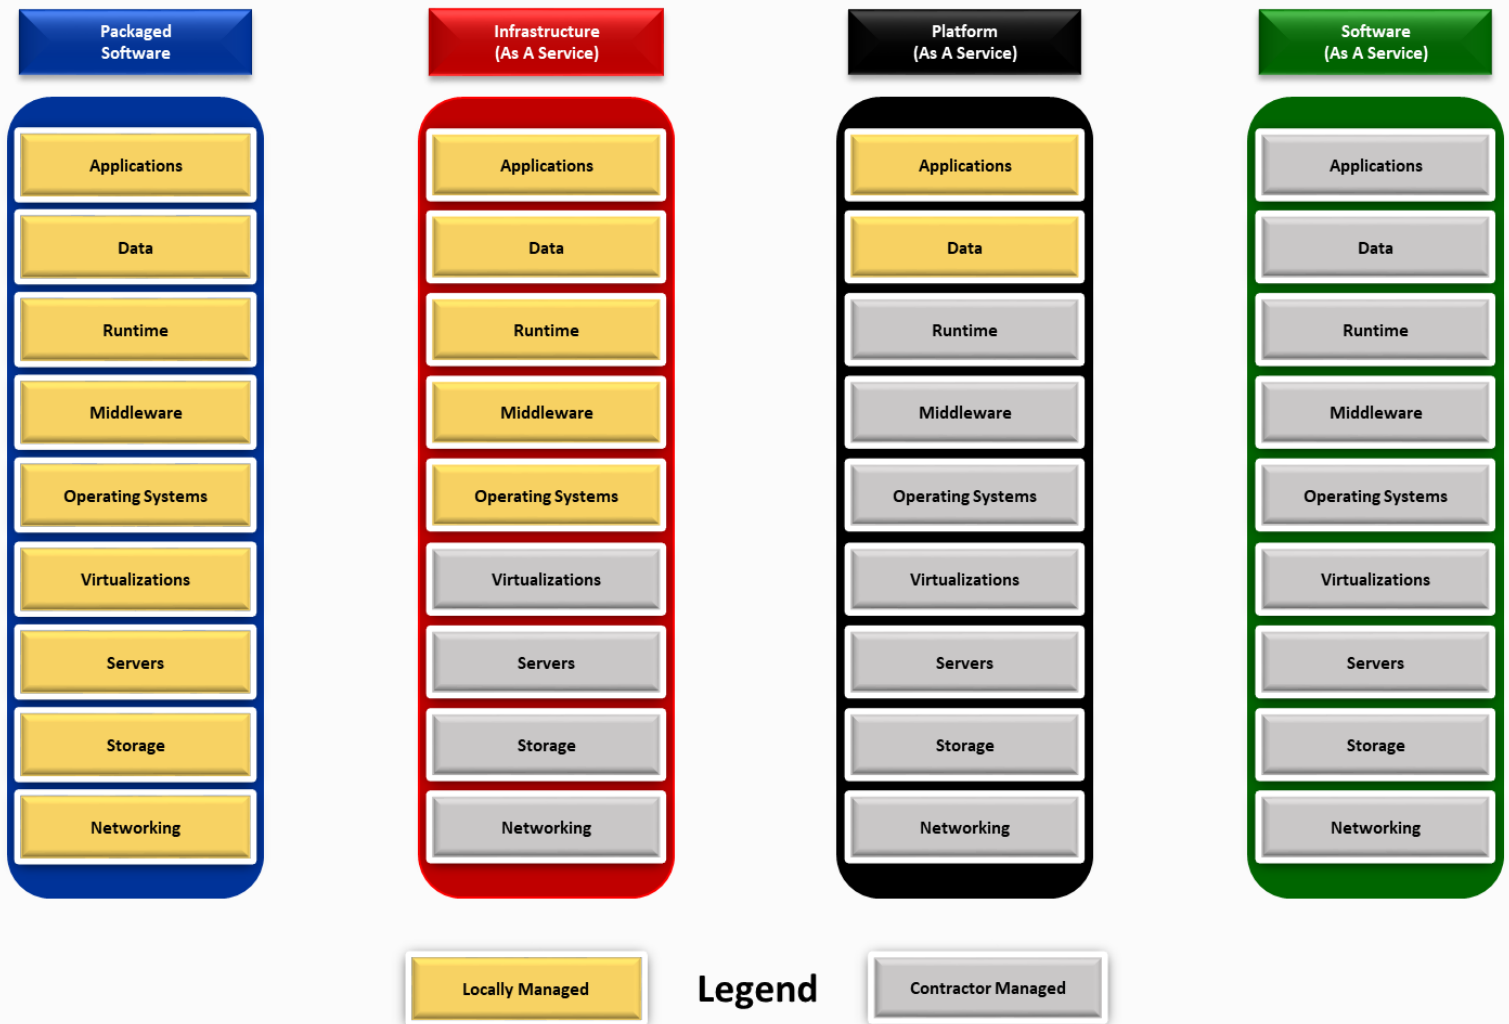 Packaged
Software
Infrastructure
(As A Service)
Platform
(As A Service)
Software
(As A Service)
Applications
Data
Runtime
Middleware
Operating Systems
Virtualizations
Servers
Storage
Networking
Applications
Data
Runtime
Middleware
Operating Systems
Virtualizations
Servers
Storage
Networking
Applications
Data
Runtime
Middleware
Operating Systems
Virtualizations
Servers
Storage
Networking
Applications
Data
Runtime
Middleware
Operating Systems
Virtualizations
Servers
Storage
Networking
Locally Managed
Legend
Contractor Managed